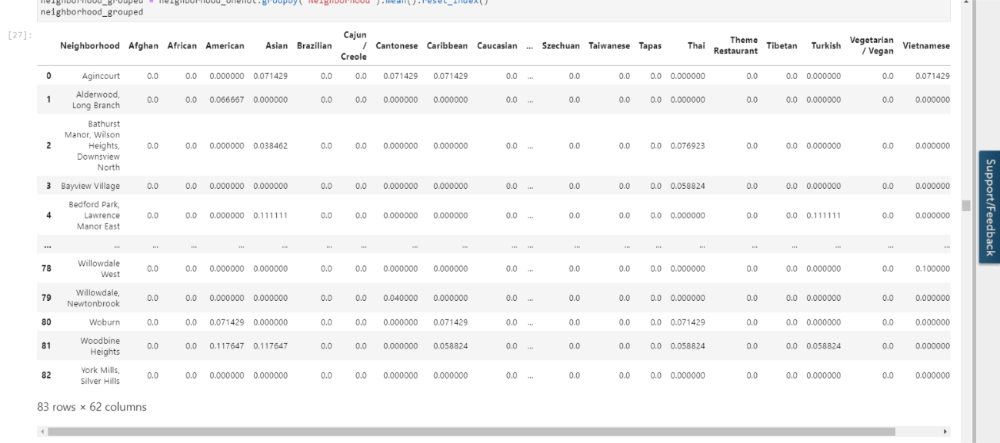 neighborhood_grouped = neighborhood_onehot.groupby('Neighborhood').mean().reset_index()
neighborhood_grouped
[27]:
Neighborhood Afghan African American Asian Brazilian Cajun / Creole Cantonese Caribbean Caucasian ... Szechuan Taiwanese Tapas Thai Theme Restaurant Tibetan Turkish Vegetarian / Vegan Vietnamese
0 Agincourt 0.0 0.0 0.000000 0.071429 0.0 0.0 0.071429 0.071429 0.0 ... 0.0 0.0 0.0 0.000000 0.0 0.0 0.000000 0.0 0.071429
1 Alderwood, Long Branch 0.0 0.0 0.066667 0.000000 0.0 0.0 0.000000 0.000000 0.0 ... 0.0 0.0 0.0 0.000000 0.0 0.0 0.000000 0.0 0.000000
2 Bathurst Manor, Wilson Heights, Downsview North 0.0 0.0 0.000000 0.038462 0.0 0.0 0.000000 0.000000 0.0 ... 0.0 0.0 0.0 0.076923 0.0 0.0 0.000000 0.0 0.000000
3 Bayview Village 0.0 0.0 0.000000 0.000000 0.0 0.0 0.000000 0.000000 0.0 ... 0.0 0.0 0.0 0.058824 0.0 0.0 0.000000 0.0 0.000000
4 Bedford Park, Lawrence Manor East 0.0 0.0 0.000000 0.111111 0.0 0.0 0.000000 0.000000 0.0 ... 0.0 0.0 0.0 0.000000 0.0 0.0 0.111111 0.0 0.000000
... ... ... ... ... ... ... ... ... ... ... ... ... ... ... ... ... ... ... ... ...
78 Willowdale West 0.0 0.0 0.000000 0.000000 0.0 0.0 0.000000 0.000000 0.0 ... 0.0 0.0 0.0 0.000000 0.0 0.0 0.000000 0.0 0.100000
79 Willowdale, Newtonbrook 0.0 0.0 0.000000 0.000000 0.0 0.0 0.040000 0.000000 0.0 ... 0.0 0.0 0.0 0.000000 0.0 0.0 0.000000 0.0 0.000000
80 Woburn 0.0 0.0 0.071429 0.000000 0.0 0.0 0.000000 0.071429 0.0 ... 0.0 0.0 0.0 0.071429 0.0 0.0 0.000000 0.0 0.000000
81 Woodbine Heights 0.0 0.0 0.117647 0.117647 0.0 0.0 0.000000 0.058824 0.0 ... 0.0 0.0 0.0 0.058824 0.0 0.0 0.058824 0.0 0.000000
82 York Mills, Silver Hills 0.0 0.0 0.000000 0.000000 0.0 0.0 0.000000 0.000000 0.0 ... 0.0 0.0 0.0 0.000000 0.0 0.0 0.000000 0.0 0.000000
83 rows × 62 columns
Support/Feedback